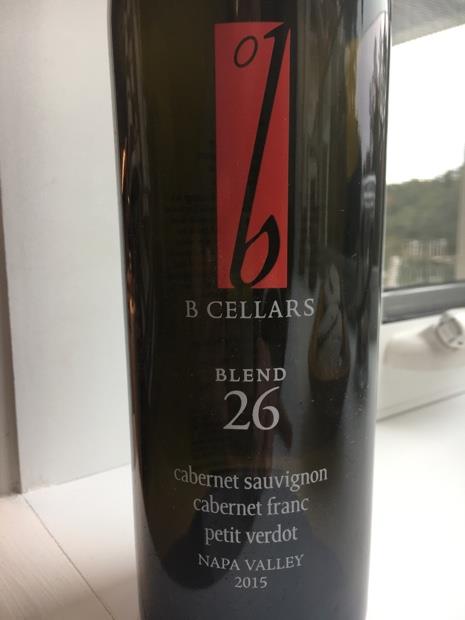 b
B CELLARS
BLEND
26
cabernet sauvignon
cabernet franc
petit verdot
NAPA VALLEY
2015